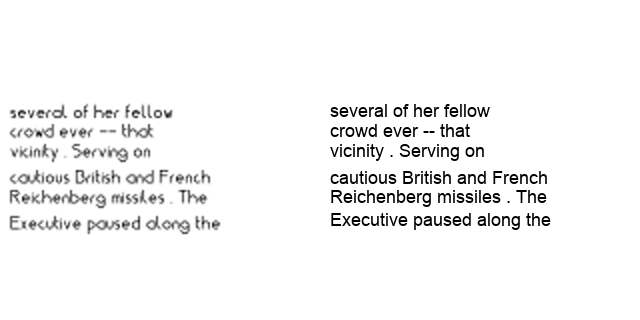 several of her fellow
crowd ever -- that
vicinity . Serving on
cautious British and French
Reichenberg missiles . The
Executive paused along the
several of her fellow
crowd ever -- that
vicinity . Serving on
cautious British and French
Reichenberg missiles . The
Executive paused along the